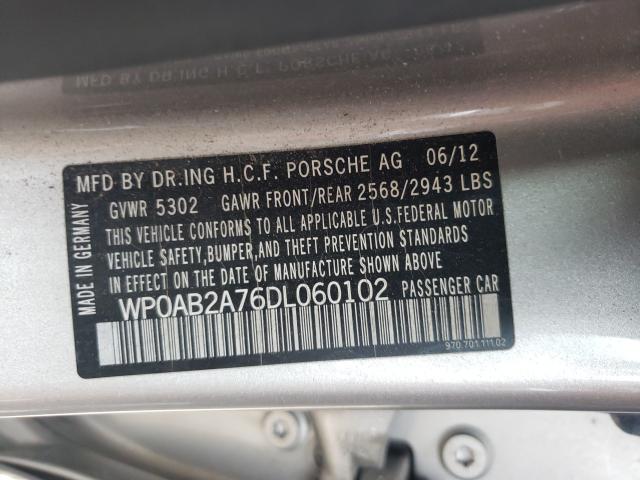 MFD BY DR.ING H.C.F. PORSCHE AG 06/12
GVWR 5302 GAWR FRONT/REAR 2568/2943 LBS
THIS VEHICLE CONFORMS TO ALL APPLICABLE U.S.FEDERAL MOTOR
VEHICLE SAFETY,BUMPER,AND THEFT PREVENTION STANDARDS
IN EFFECT ON THE DATE OF MANUFACTURE SHOWN ABOVE.
WP0AB2A76DL060102 PASSENGER CAR
970.701.111.02
MADE IN GERMANY